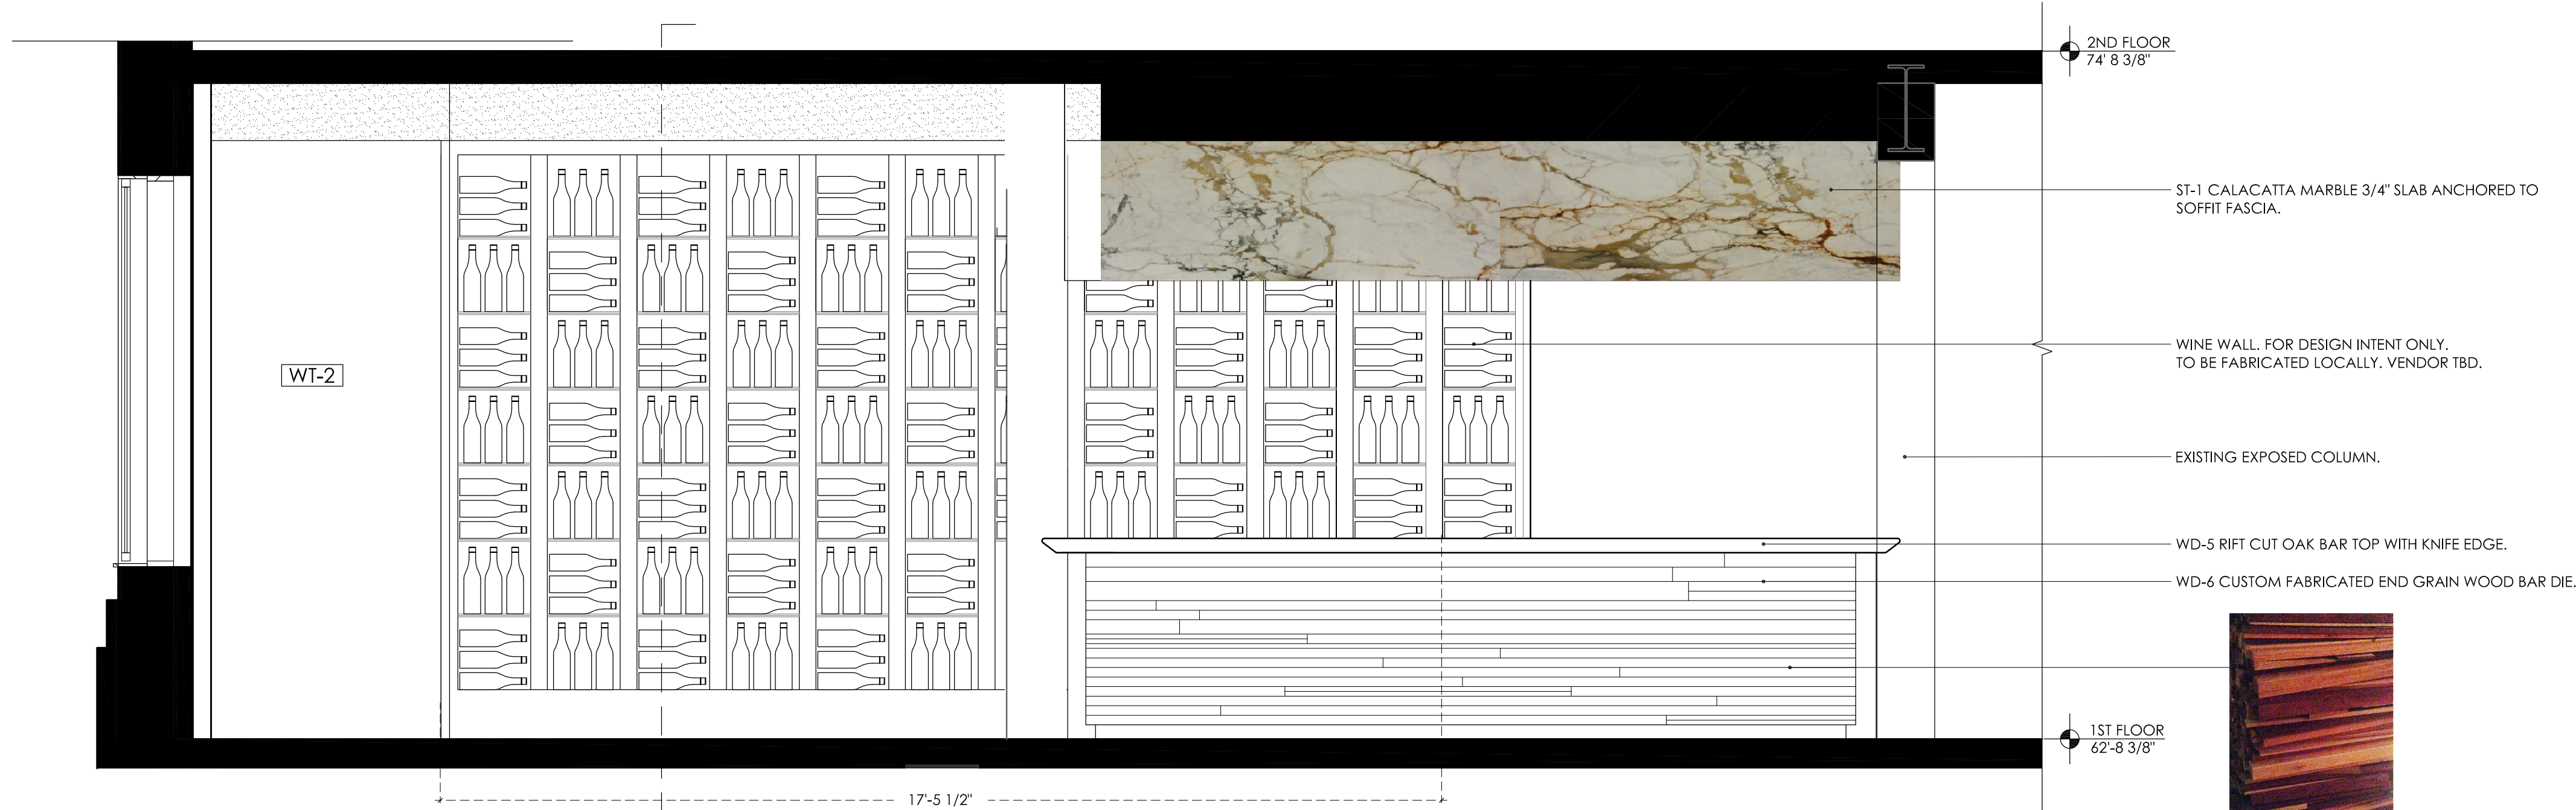 2ND FLOOR
74' 8 3/8"
ST-1 CALACATTA MARBLE 3/4" SLAB ANCHORED TO
SOFFIT FASCIA.
WT-2
WINE WALL. FOR DESIGN INTENT ONLY.
TO BE FABRICATED LOCALLY. VENDOR TBD.
EXISTING EXPOSED COLUMN.
WD-5 RIFT CUT OAK BAR TOP WITH KNIFE EDGE.
WD-6 CUSTOM FABRICATED END GRAIN WOOD BAR DIE.
1ST FLOOR
62'-8 3/8"
17'-5 1/2"